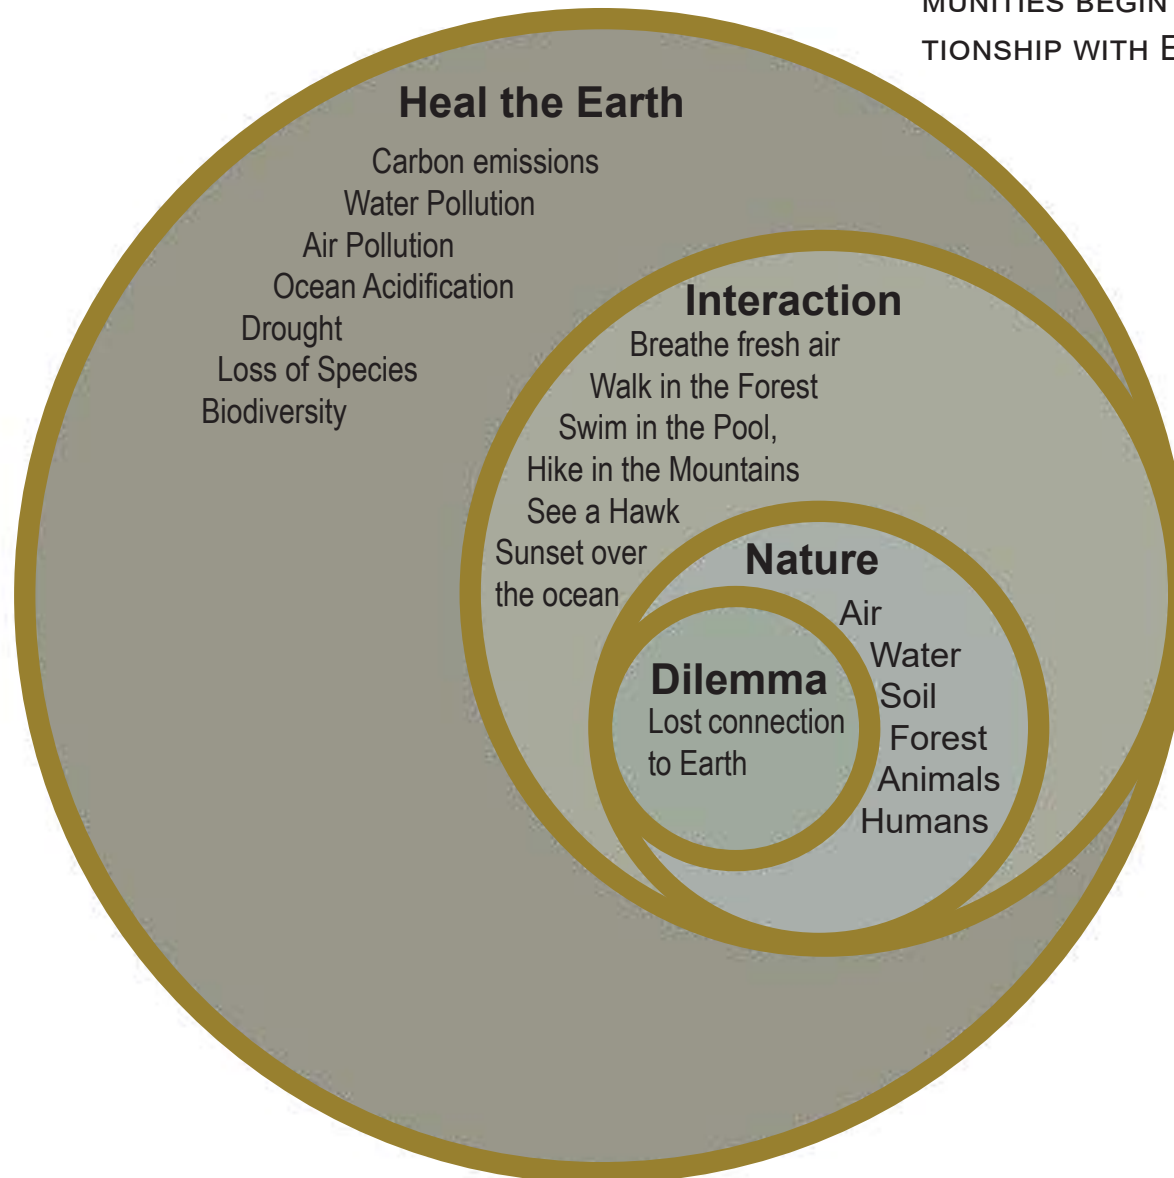 MUNITIES BEGIN
TIONSHIP WITH E
Heal the Earth
Carbon emissions
Water Pollution
Air Pollution
Ocean Acidification
Drought
Loss of Species
Biodiversity
Interaction
Breathe fresh air
Walk in the Forest
Swim in the Pool,
Hike in the Mountains
See a Hawk
Sunset over
the ocean
Nature
Air
Water
Soil
Forest
Animals
Humans
Dilemma
Lost connection
to Earth